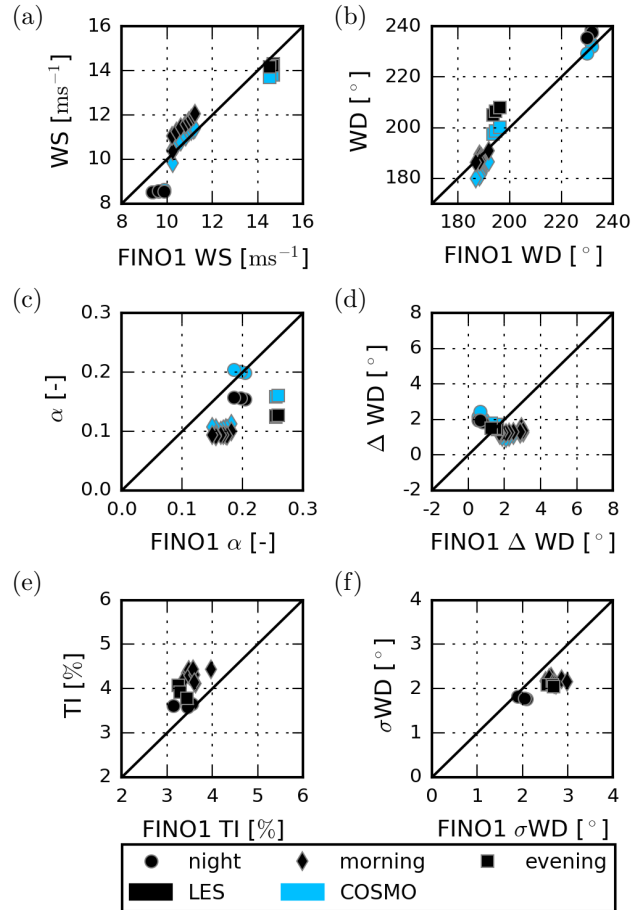 (a)
WS [ms⁻¹]
16
14
12
10
8
8 10 12 14 16
FINO1 WS [ms⁻¹]
(b)
WD [°]
240
220
200
180
180 200 220 240
FINO1 WD [°]
(c)
α [-]
0.3
0.2
0.1
0.0
0.0 0.1 0.2 0.3
FINO1 α [-]
(d)
Δ WD [°]
8
6
4
2
0
-2
-2 0 2 4 6 8
FINO1 Δ WD [°]
(e)
TI [%]
6
5
4
3
2
2 3 4 5 6
FINO1 TI [%]
(f)
σWD [°]
4
3
2
1
0
0 1 2 3 4
FINO1 σWD [°]
night morning evening
LES COSMO